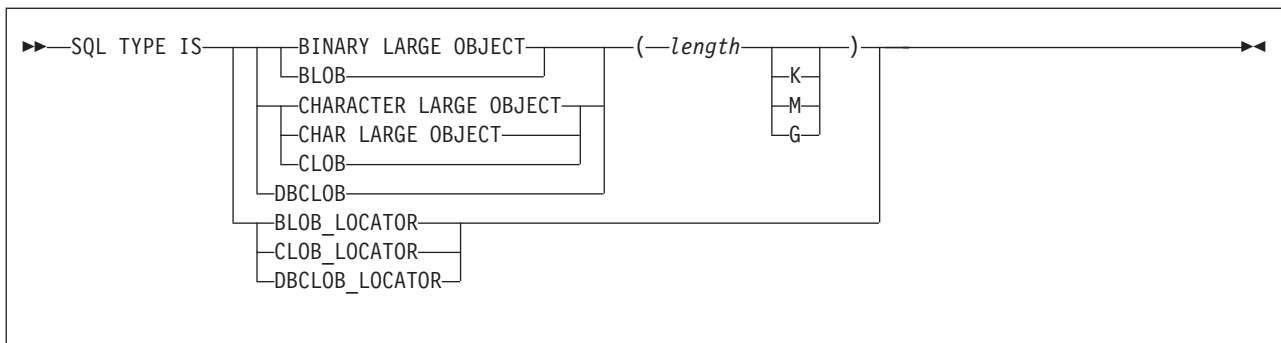 SQL TYPE IS BINARY LARGE OBJECT ( length )
BLOB K
CHARACTER LARGE OBJECT M
CHAR LARGE OBJECT G
CLOB
DBCLOB
BLOB_LOCATOR
CLOB_LOCATOR
DBCLOB_LOCATOR